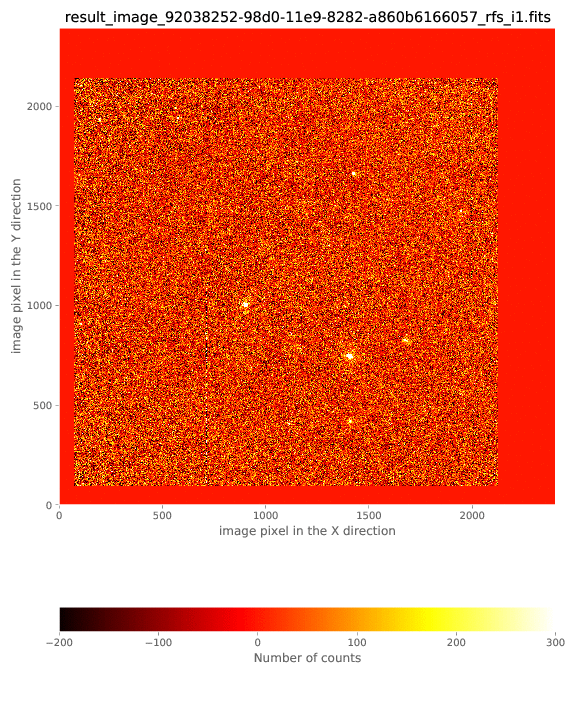 result_image_92038252-98d0-11e9-8282-a860b6166057_rfs_i1.fits
2000
1500
1000
500
0
image pixel in the Y direction
0 500 1000 1500 2000
image pixel in the X direction
−200 −100 0 100 200 300
Number of counts